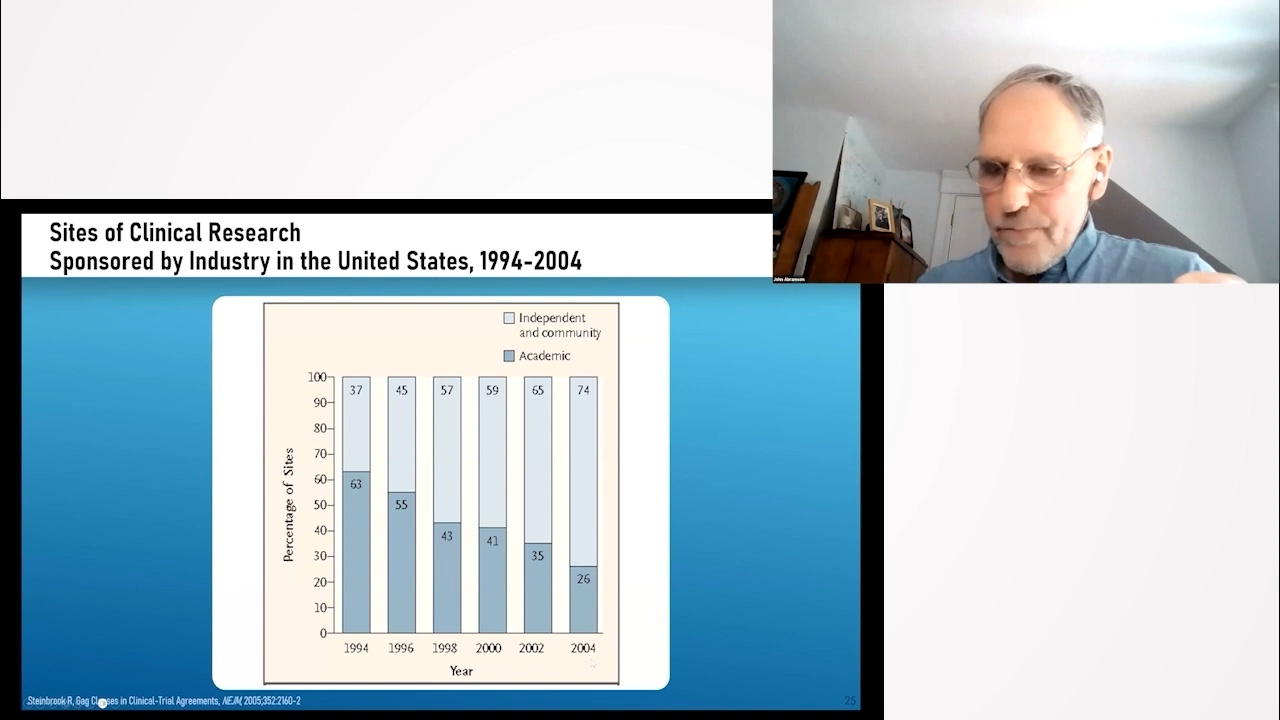 John Abramson
Sites of Clinical Research
Sponsored by Industry in the United States, 1994-2004
Independent
and community
Academic
Percentage of Sites
100
90
80
70
60
50
40
30
20
10
0
37 45 57 59 65 74
63 55 43 41 35 26
1994 1996 1998 2000 2002 2004
Year
Steinbrook R, Gag Clauses in Clinical-Trial Agreements, NEJM, 2005;352:2160-2
25